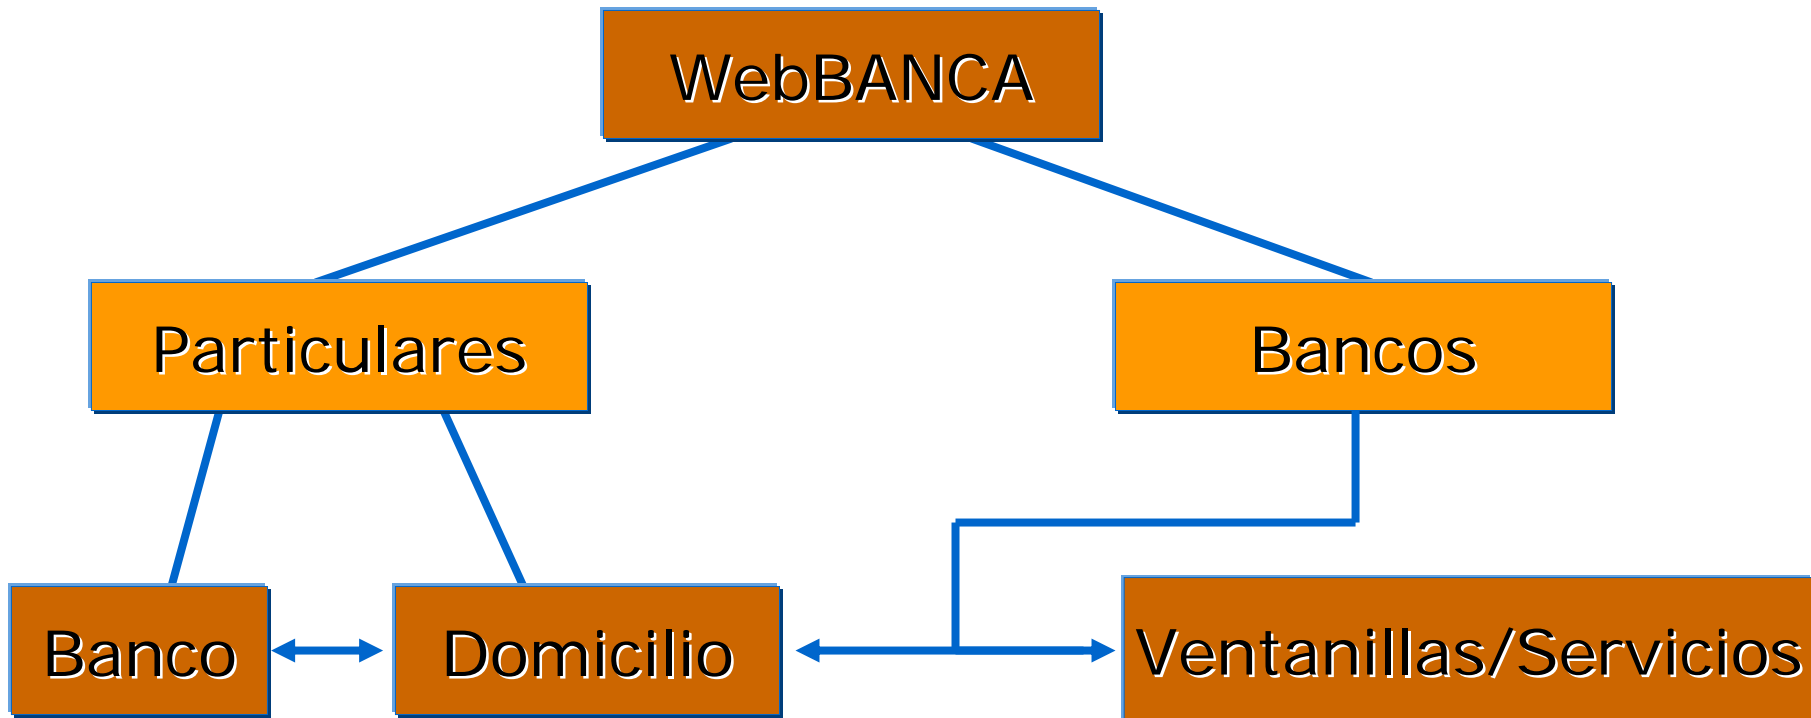 WebBANCA
Particulares
Bancos
Banco
Domicilio
Ventanillas/Servicios